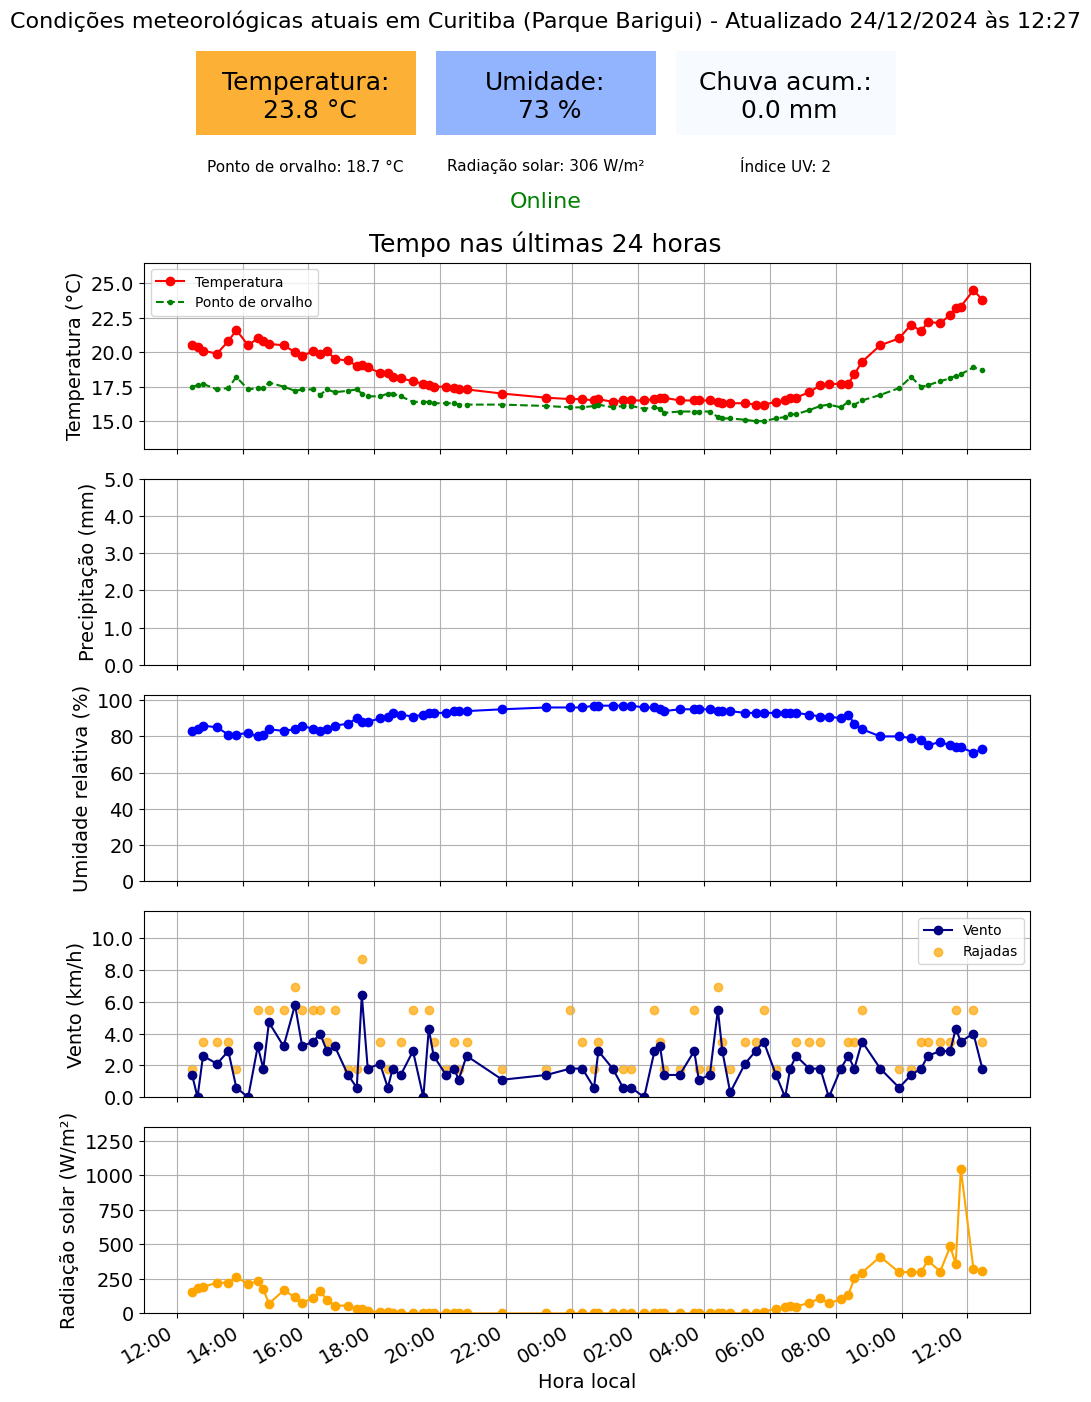 Condições meteorológicas atuais em Curitiba (Parque Barigui) - Atualizado 24/12/2024 às 12:27
Temperatura:
23.8 °C
Umidade:
73 %
Chuva acum.:
0.0 mm
Ponto de orvalho: 18.7 °C
Radiação solar: 306 W/m²
Índice UV: 2
Online
Tempo nas últimas 24 horas
Temperatura (°C)
25.0
22.5
20.0
17.5
15.0
Temperatura
Ponto de orvalho
Precipitação (mm)
5.0
4.0
3.0
2.0
1.0
0.0
Umidade relativa (%)
100
80
60
40
20
0
Vento (km/h)
10.0
8.0
6.0
4.0
2.0
0.0
Vento
Rajadas
Radiação solar (W/m²)
1250
1000
750
500
250
0
12:00
14:00
16:00
18:00
20:00
22:00
00:00
02:00
04:00
06:00
08:00
10:00
12:00
Hora local